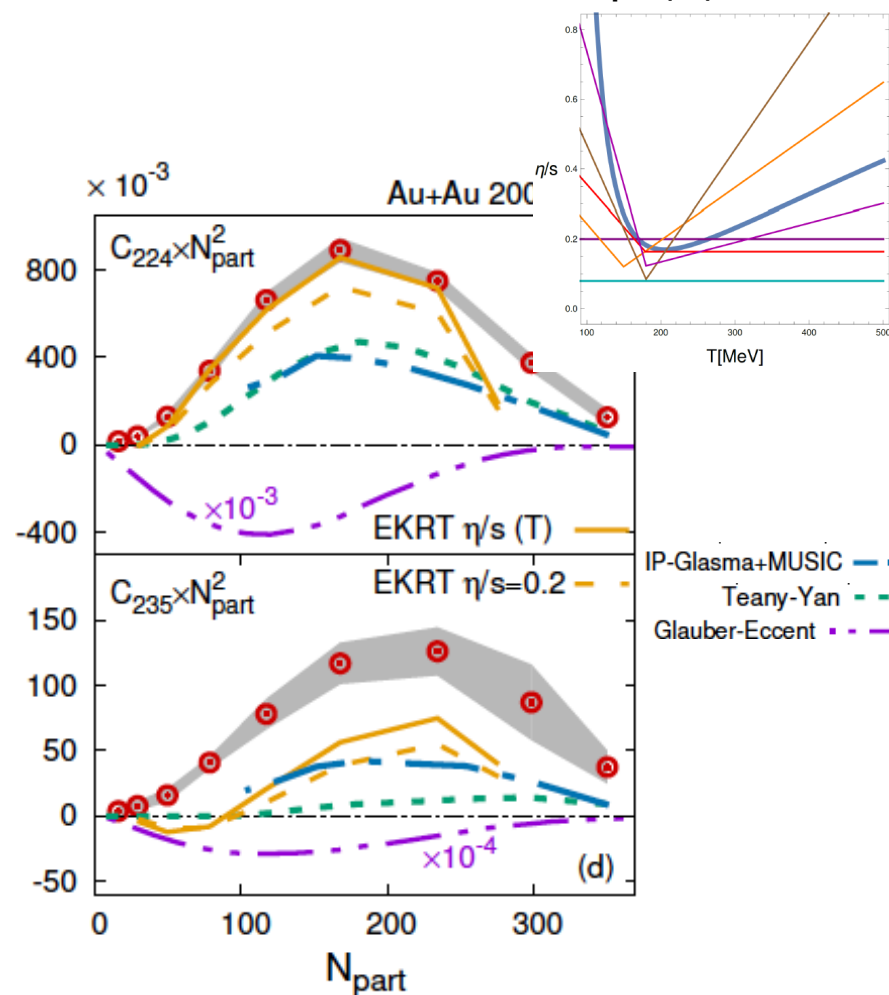 0.8
0.6
η/s 0.4
0.2
0.0
100 200 300 400 500
T[MeV]
× 10⁻³
Au+Au 200
C₂₂₄×N²part
800
400
0
-400
×10⁻³
EKRT η/s (T)
EKRT η/s=0.2
C₂₃₅×N²part
150
100
50
0
-50
×10⁻⁴
(d)
0 100 200 300
Npart
IP-Glasma+MUSIC
Teany-Yan
Glauber-Eccent